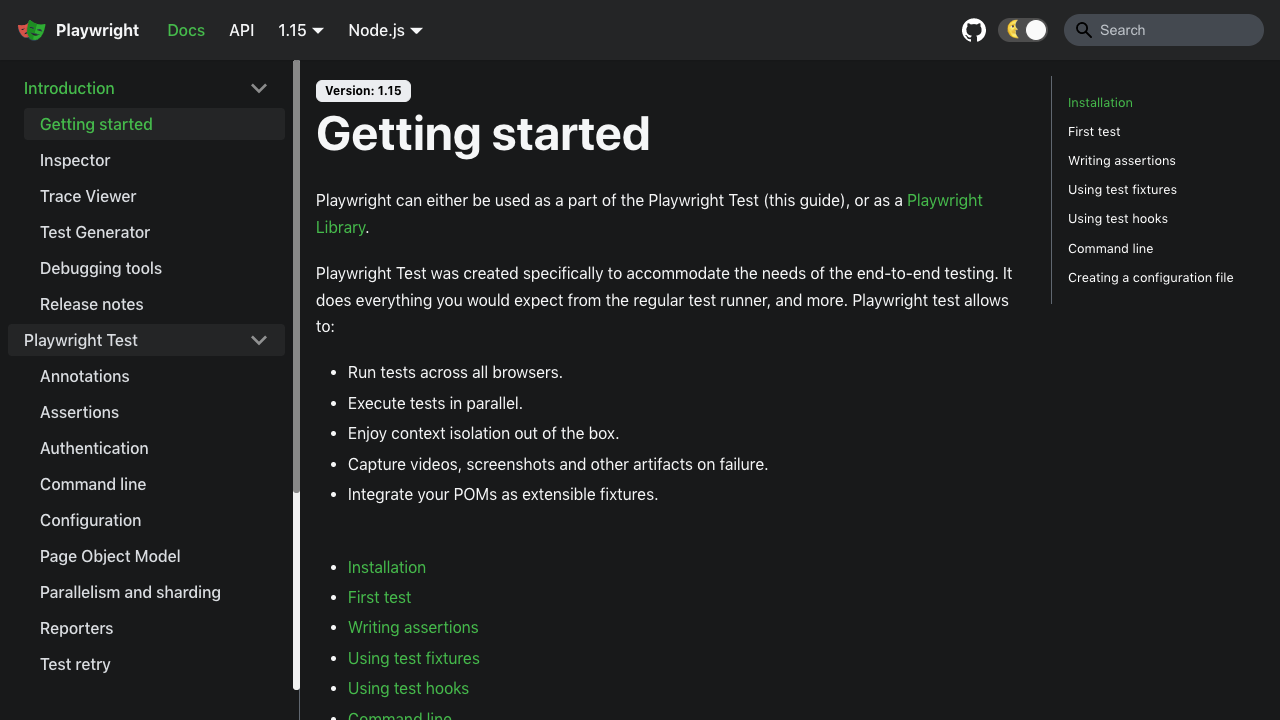 Playwright
Docs
API
1.15
Node.js
Search
Introduction
Getting started
Inspector
Trace Viewer
Test Generator
Debugging tools
Release notes
Playwright Test
Annotations
Assertions
Authentication
Command line
Configuration
Page Object Model
Parallelism and sharding
Reporters
Test retry
Version: 1.15
Getting started
Playwright can either be used as a part of the Playwright Test (this guide), or as a Playwright
Library.
Playwright Test was created specifically to accommodate the needs of the end-to-end testing. It
does everything you would expect from the regular test runner, and more. Playwright test allows
to:
Run tests across all browsers.
Execute tests in parallel.
Enjoy context isolation out of the box.
Capture videos, screenshots and other artifacts on failure.
Integrate your POMs as extensible fixtures.
Installation
First test
Writing assertions
Using test fixtures
Using test hooks
Command line
Installation
First test
Writing assertions
Using test fixtures
Using test hooks
Command line
Creating a configuration file